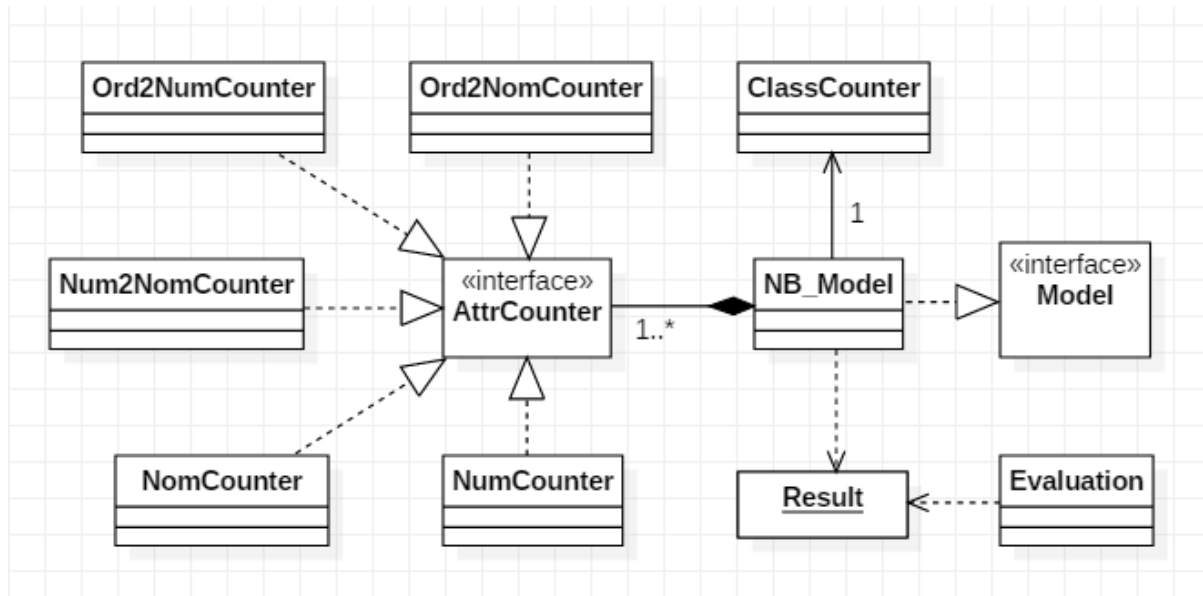 Ord2NumCounter
Ord2NomCounter
ClassCounter
1
Num2NomCounter
«interface»
AttrCounter
1..*
NB_Model
«interface»
Model
NomCounter
NumCounter
Result
Evaluation